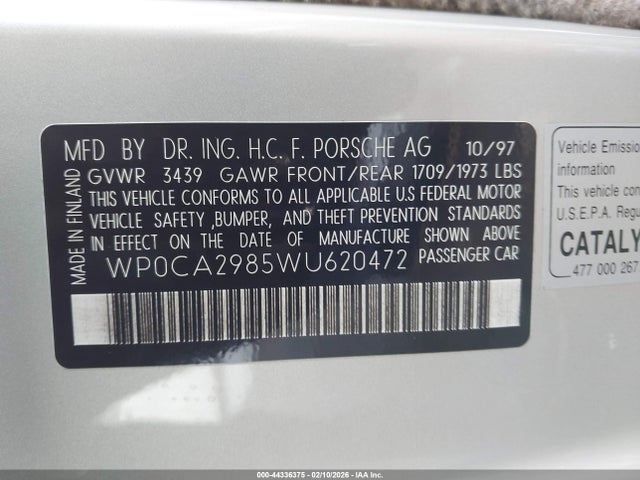 MADE IN FINLAND
MFD BY DR. ING. H.C. F. PORSCHE AG 10/97
GVWR 3439 GAWR FRONT/REAR 1709/1973 LBS
THIS VEHICLE CONFORMS TO ALL APPLICABLE U.S FEDERAL MOTOR
VEHICLE SAFETY ,BUMPER, AND THEFT PREVENTION STANDARDS
IN EFFECT ON THE DATE OF MANUFACTURE SHOWN ABOVE
WP0CA2985WU620472 PASSENGER CAR
Vehicle Emission
information
This vehicle con
U.S.E.P.A. Regu
CATALY
477 000 267
000-44336375 - 02/10/2026 - IAA, Inc.